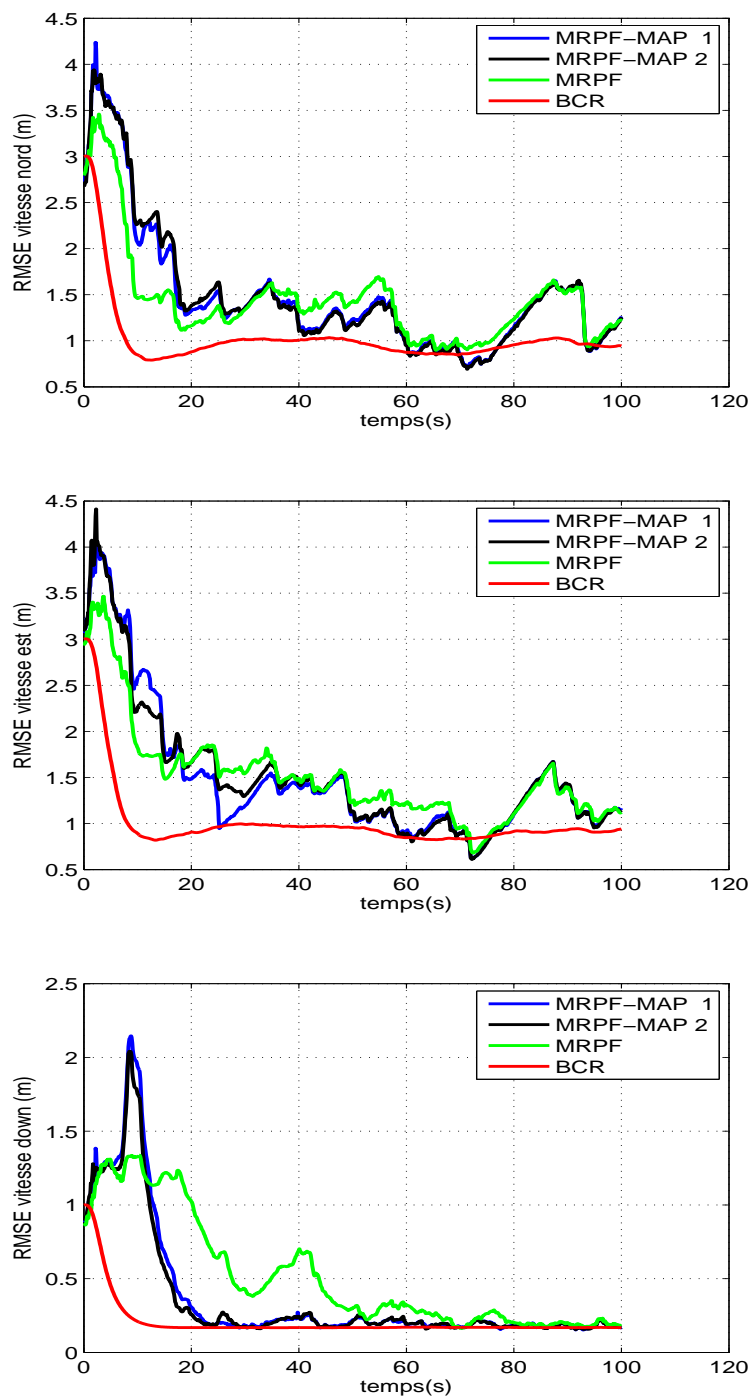 4.5
4
3.5
3
2.5
2
1.5
1
0.5
RMSE vitesse nord (m)
MRPF−MAP 1
MRPF−MAP 2
MRPF
BCR
0 20 40 60 80 100 120
temps(s)
4.5
4
3.5
3
2.5
2
1.5
1
0.5
RMSE vitesse est (m)
MRPF−MAP 1
MRPF−MAP 2
MRPF
BCR
0 20 40 60 80 100 120
temps(s)
2.5
2
1.5
1
0.5
0
RMSE vitesse down (m)
MRPF−MAP 1
MRPF−MAP 2
MRPF
BCR
0 20 40 60 80 100 120
temps(s)